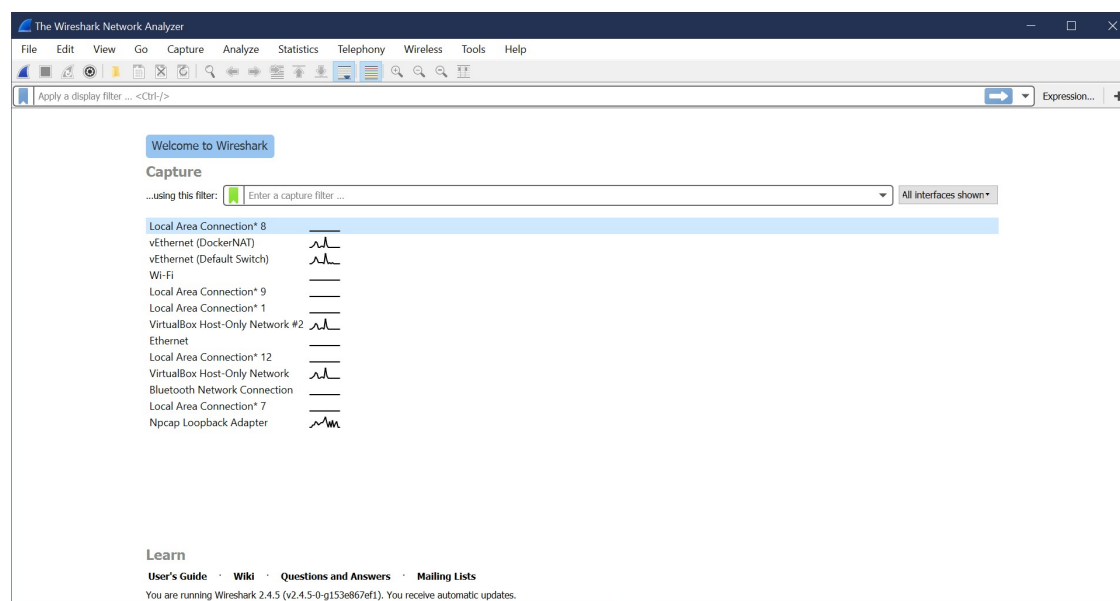 The Wireshark Network Analyzer
File Edit View Go Capture Analyze Statistics Telephony Wireless Tools Help
Apply a display filter ... <Ctrl-/> Expression... +
Welcome to Wireshark
Capture
...using this filter: Enter a capture filter ... All interfaces shown
Local Area Connection* 8
vEthernet (DockerNAT)
vEthernet (Default Switch)
Wi-Fi
Local Area Connection* 9
Local Area Connection* 1
VirtualBox Host-Only Network #2
Ethernet
Local Area Connection* 12
VirtualBox Host-Only Network
Bluetooth Network Connection
Local Area Connection* 7
Npcap Loopback Adapter
Learn
User's Guide · Wiki · Questions and Answers · Mailing Lists
You are running Wireshark 2.4.5 (v2.4.5-0-g153e867ef1). You receive automatic updates.